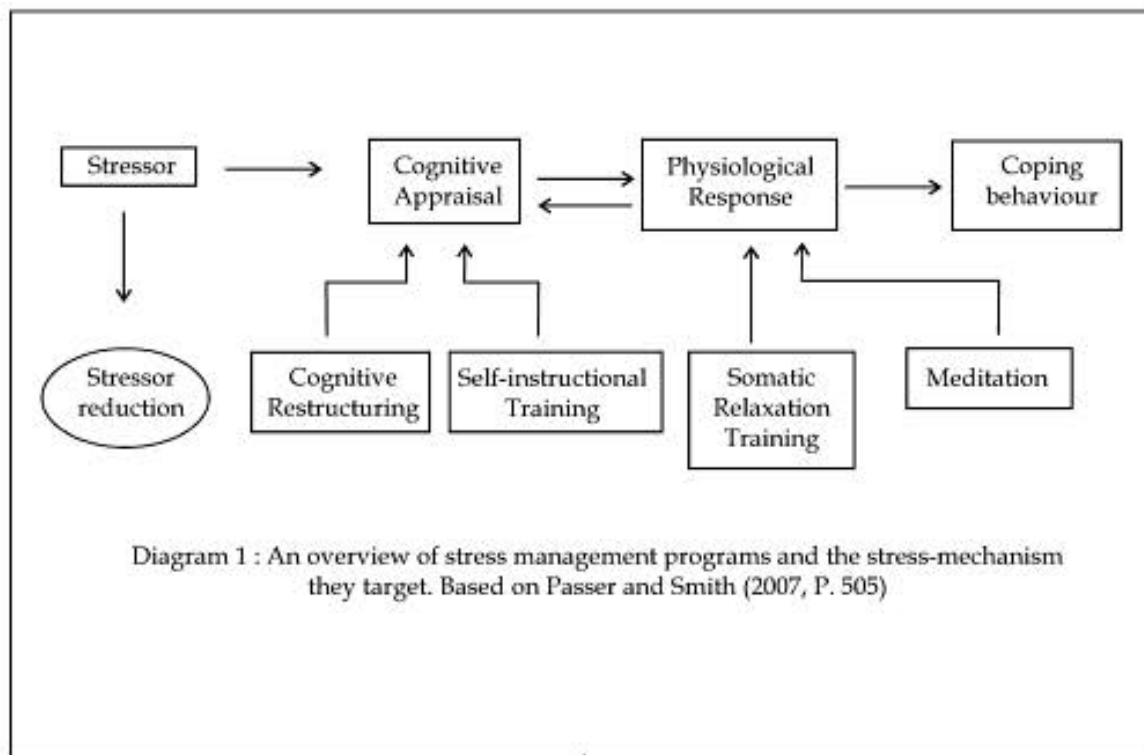 Stressor
Cognitive
Appraisal
Physiological
Response
Coping
behaviour
Stressor
reduction
Cognitive
Restructuring
Self-instructional
Training
Somatic
Relaxation
Training
Meditation
Diagram 1 : An overview of stress management programs and the stress-mechanism
they target. Based on Passer and Smith (2007, P. 505)